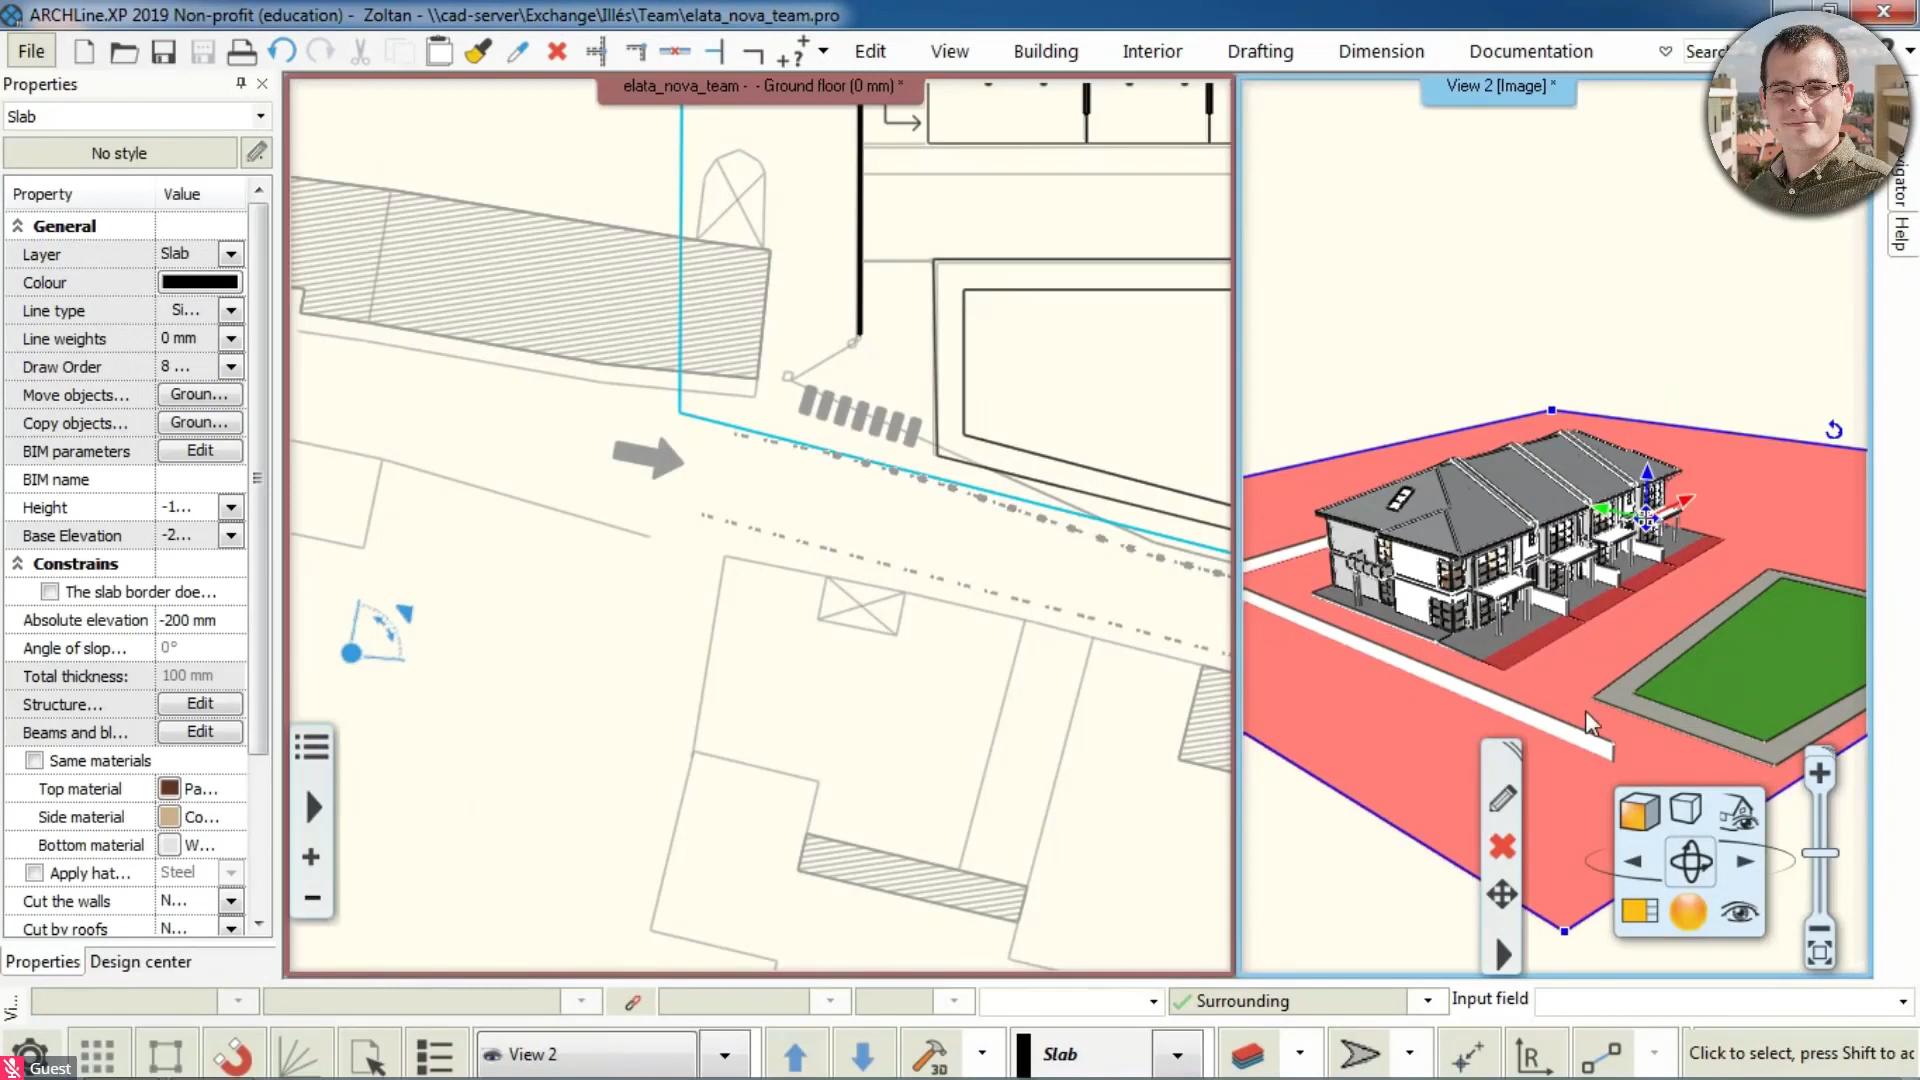 ARCHLine.XP 2019 Non-profit (education) - Zoltan - \\cad-server\Exchange\Illés\Team\elata_nova_team.pro
File
Edit
View
Building
Interior
Drafting
Dimension
Documentation
Properties
Slab
No style
Property Value
General
Layer Slab
Colour
Line type Si...
Line weights 0 mm
Draw Order 8 ...
Move objects... Groun...
Copy objects... Groun...
BIM parameters Edit
BIM name
Height -1...
Base Elevation -2...
Constrains
The slab border doe...
Absolute elevation -200 mm
Angle of slop... 0°
Total thickness: 100 mm
Structure... Edit
Beams and bl... Edit
Same materials
Top material Pa...
Side material Co...
Bottom material W...
Apply hat... Steel
Cut the walls N...
Cut by roofs N...
Properties Design center
elata_nova_team - - Ground floor (0 mm) *
View 2 [Image] *
Help
Surrounding
Input field
View 2
3D
Slab
R
Click to select, press Shift to
Guest